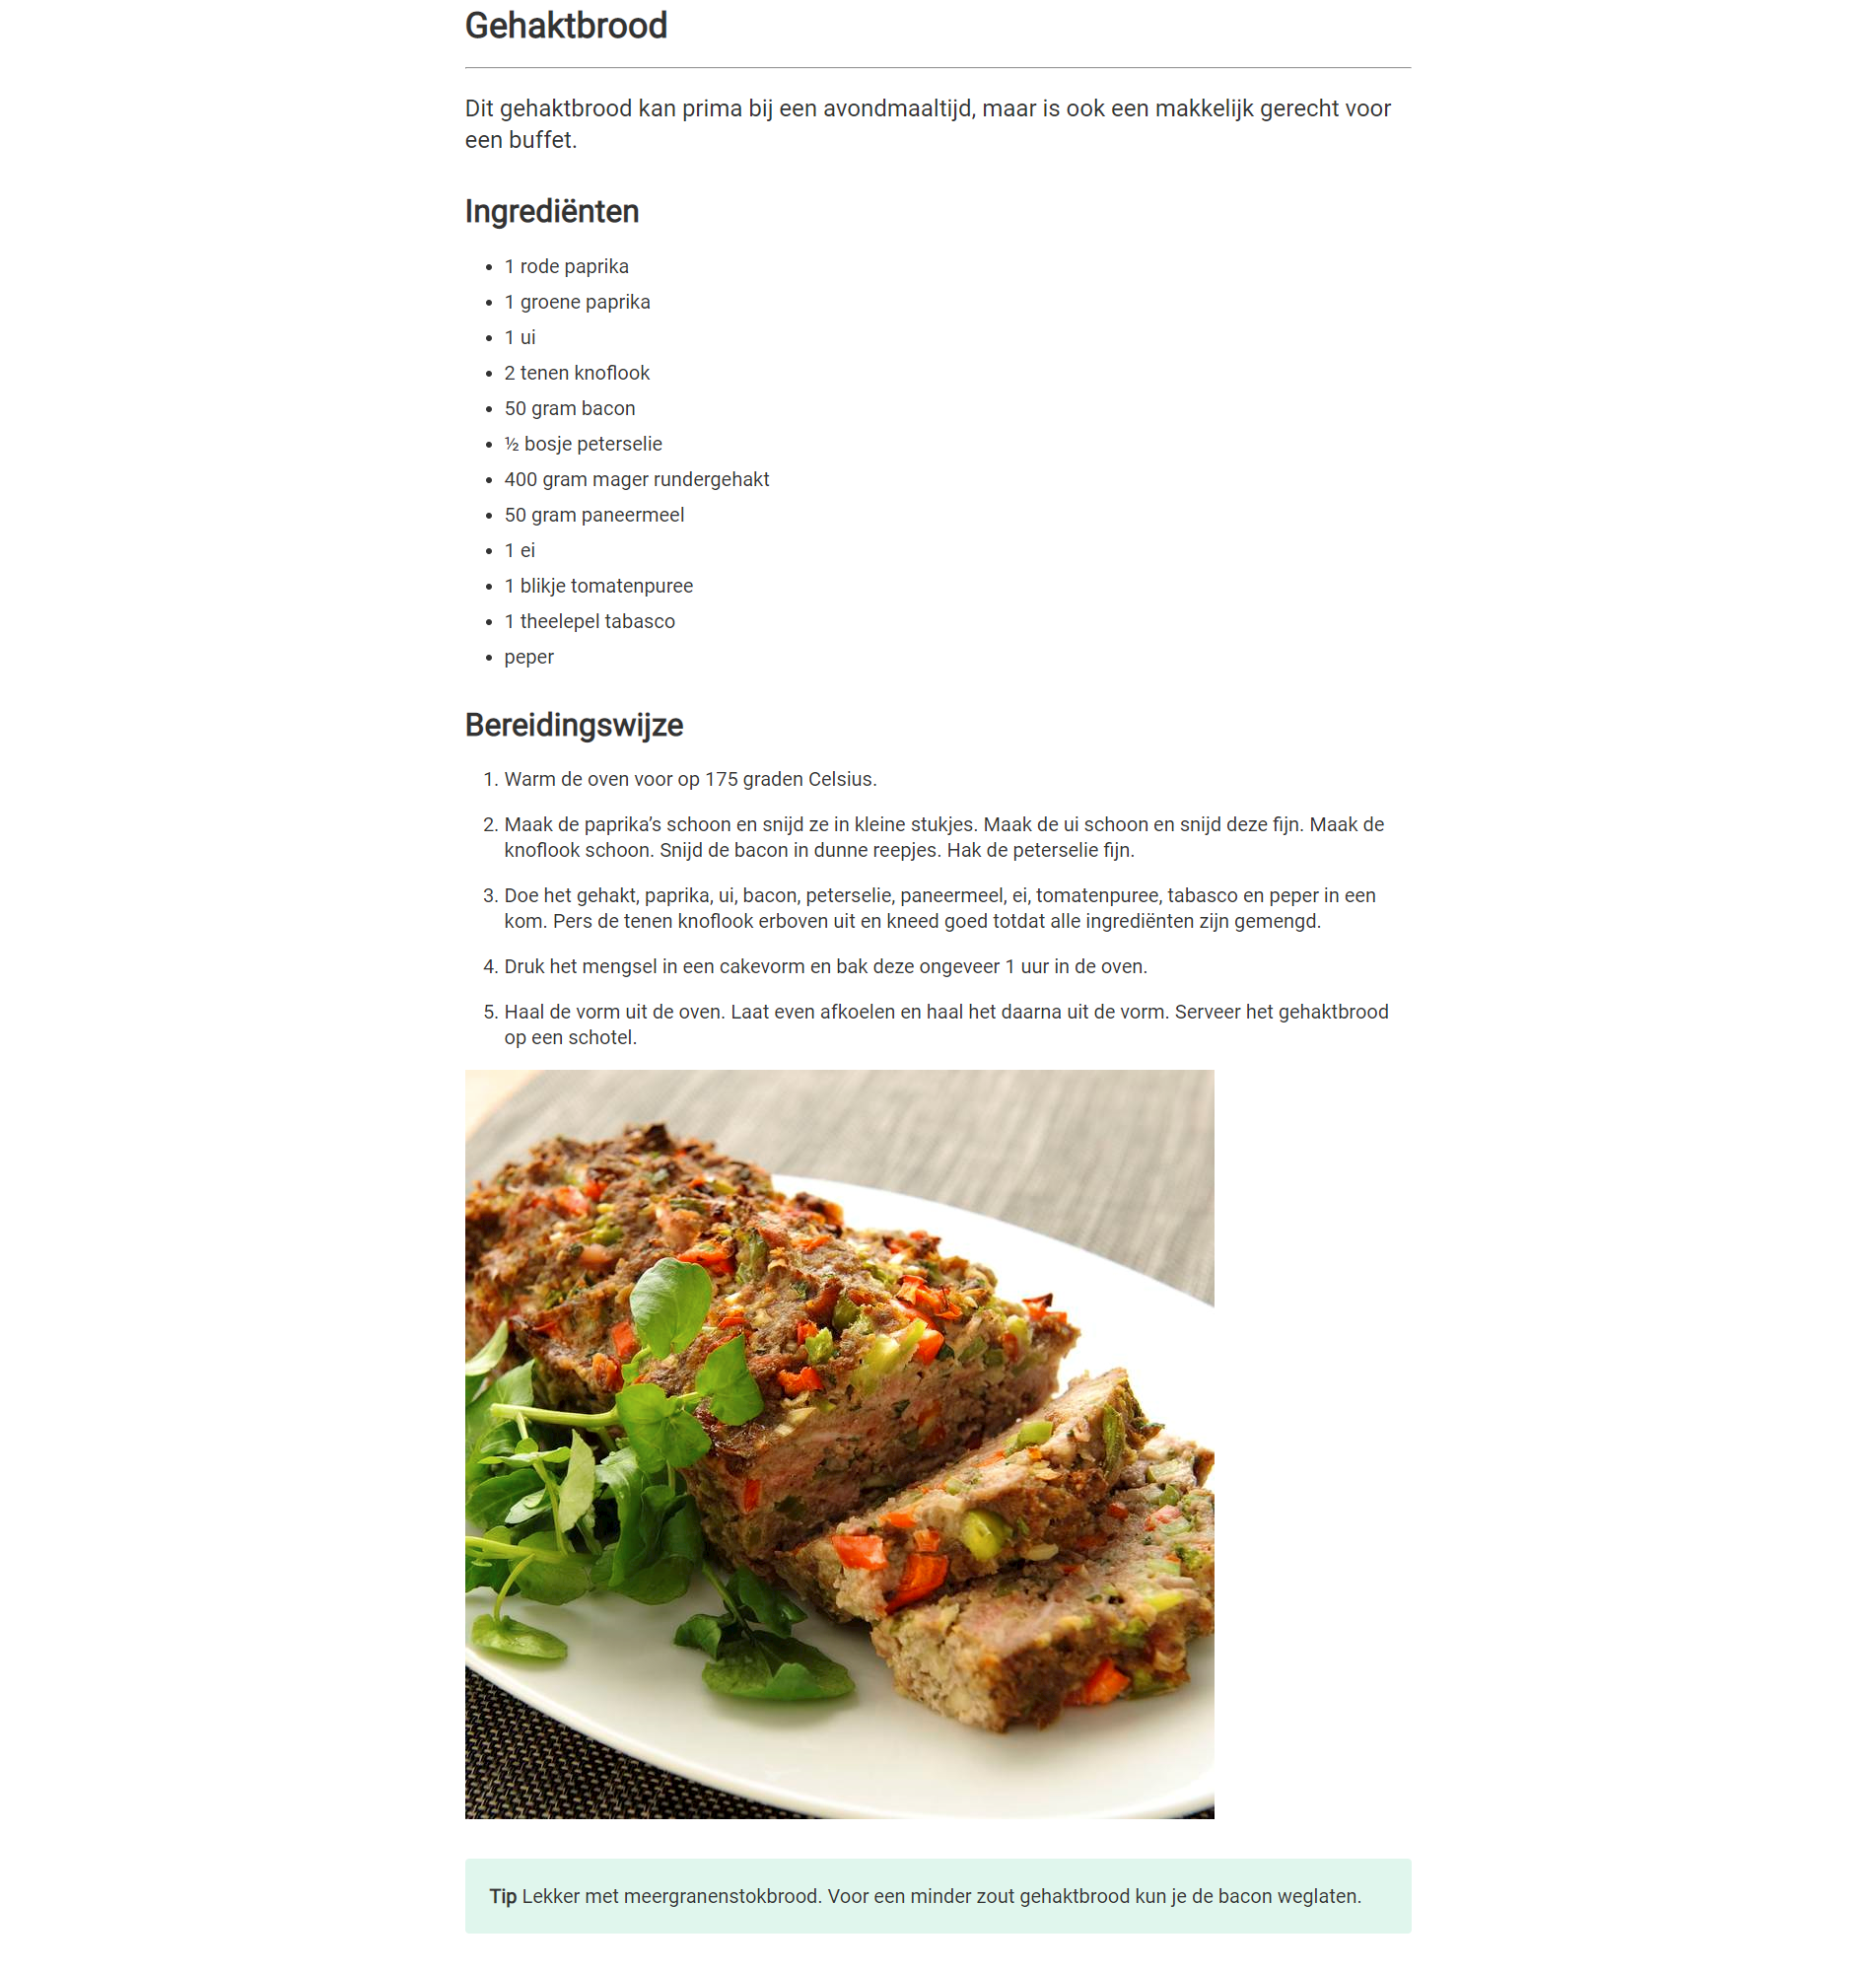 Gehaktbrood
Dit gehaktbrood kan prima bij een avondmaaltijd, maar is ook een makkelijk gerecht voor
een buffet.
Ingrediënten
• 1 rode paprika
• 1 groene paprika
• 1 ui
• 2 tenen knoflook
• 50 gram bacon
• ½ bosje peterselie
• 400 gram mager rundergehakt
• 50 gram paneermeel
• 1 ei
• 1 blikje tomatenpuree
• 1 theelepel tabasco
• peper
Bereidingswijze
1. Warm de oven voor op 175 graden Celsius.
2. Maak de paprika’s schoon en snijd ze in kleine stukjes. Maak de ui schoon en snijd deze fijn. Maak de
knoflook schoon. Snijd de bacon in dunne reepjes. Hak de peterselie fijn.
3. Doe het gehakt, paprika, ui, bacon, peterselie, paneermeel, ei, tomatenpuree, tabasco en peper in een
kom. Pers de tenen knoflook erboven uit en kneed goed totdat alle ingrediënten zijn gemengd.
4. Druk het mengsel in een cakevorm en bak deze ongeveer 1 uur in de oven.
5. Haal de vorm uit de oven. Laat even afkoelen en haal het daarna uit de vorm. Serveer het gehaktbrood
op een schotel.
Tip Lekker met meergranenstokbrood. Voor een minder zout gehaktbrood kun je de bacon weglaten.